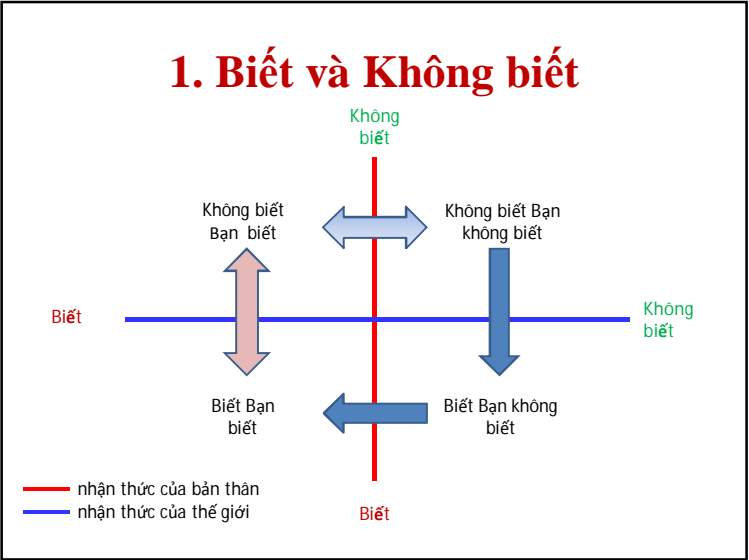 1. Biết và Không biết
Không
biết
Không biết
Bạn biết
Không biết Bạn
không biết
Biết
Không
biết
Biết Bạn
biết
Biết Bạn không
biết
nhận thức của bản thân
nhận thức của thế giới
Biết